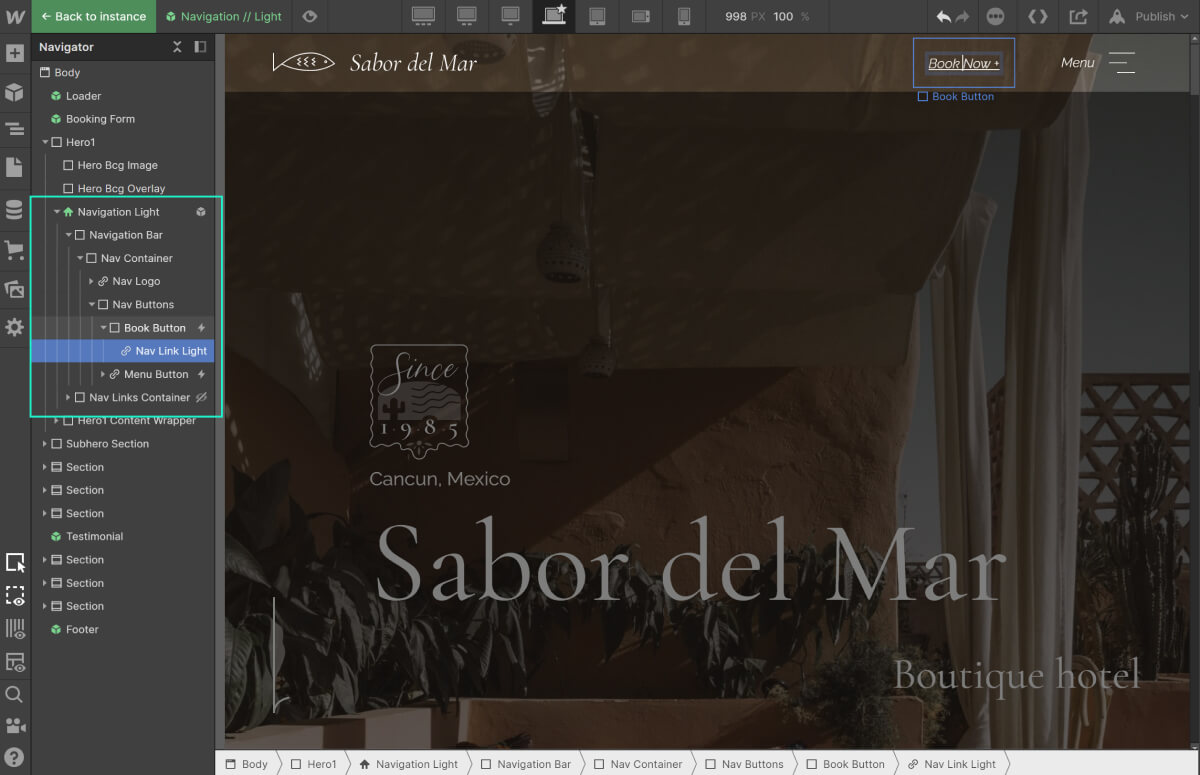 ← Back to instance
Navigation // Light
998 PX 100 %
Publish
Navigator
Body
Loader
Booking Form
Hero1
Hero Bcg Image
Hero Bcg Overlay
Navigation Light
Navigation Bar
Nav Container
Nav Logo
Nav Buttons
Book Button
Nav Link Light
Menu Button
Nav Links Container
Hero1 Content Wrapper
Subhero Section
Section
Section
Section
Testimonial
Section
Section
Section
Footer
Sabor del Mar
Book Now +
Menu
Book Button
Since
1·9·8·5
Cancun, Mexico
Sabor del Mar
Boutique hotel
Body
Hero1
Navigation Light
Navigation Bar
Nav Container
Nav Buttons
Book Button
Nav Link Light